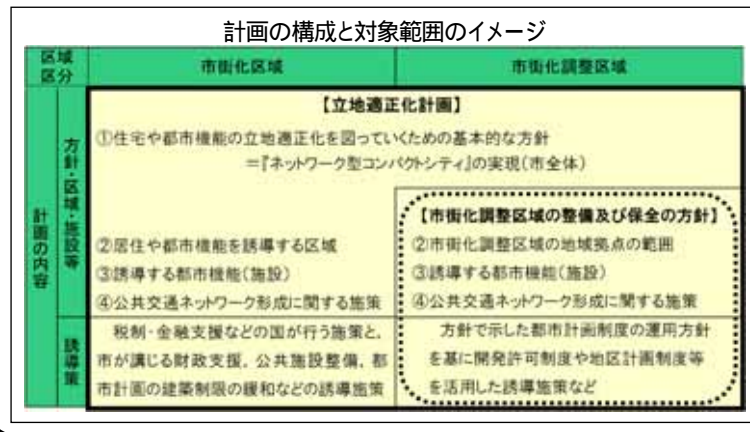 計画の構成と対象範囲のイメージ
区域
区分
市街化区域
市街化調整区域
計画の内容
方針・区域・施設等
【立地適正化計画】
①住宅や都市機能の立地適正化を図っていくための基本的な方針
＝『ネットワーク型コンパクトシティ』の実現(市全体)
②居住や都市機能を誘導する区域
③誘導する都市機能(施設)
④公共交通ネットワーク形成に関する施策
【市街化調整区域の整備及び保全の方針】
②市街化調整区域の地域拠点の範囲
③誘導する都市機能(施設)
④公共交通ネットワーク形成に関する施策
誘導策
税制・金融支援などの国が行う施策と、
市が講じる財政支援、公共施設整備、都
市計画の建築制限の緩和などの誘導施策
方針で示した都市計画制度の運用方針
を基に開発許可制度や地区計画制度等
を活用した誘導施策など